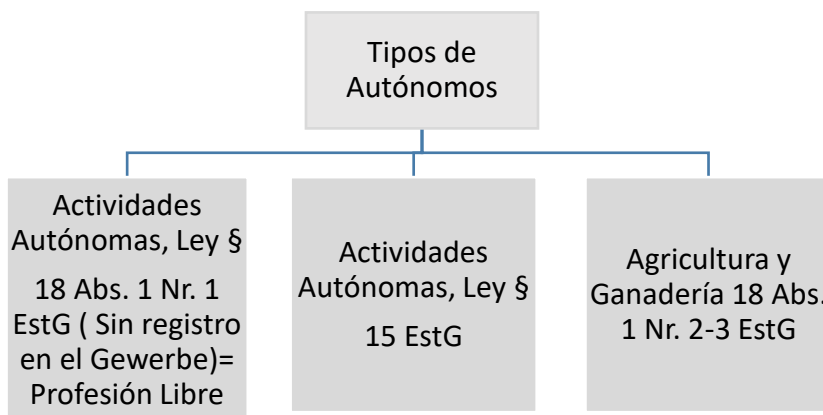 Tipos de
Autónomos
Actividades
Autónomas, Ley §
18 Abs. 1 Nr. 1
EstG ( Sin registro
en el Gewerbe)=
Profesión Libre
Actividades
Autónomas, Ley §
15 EstG
Agricultura y
Ganadería 18 Abs.
1 Nr. 2-3 EstG